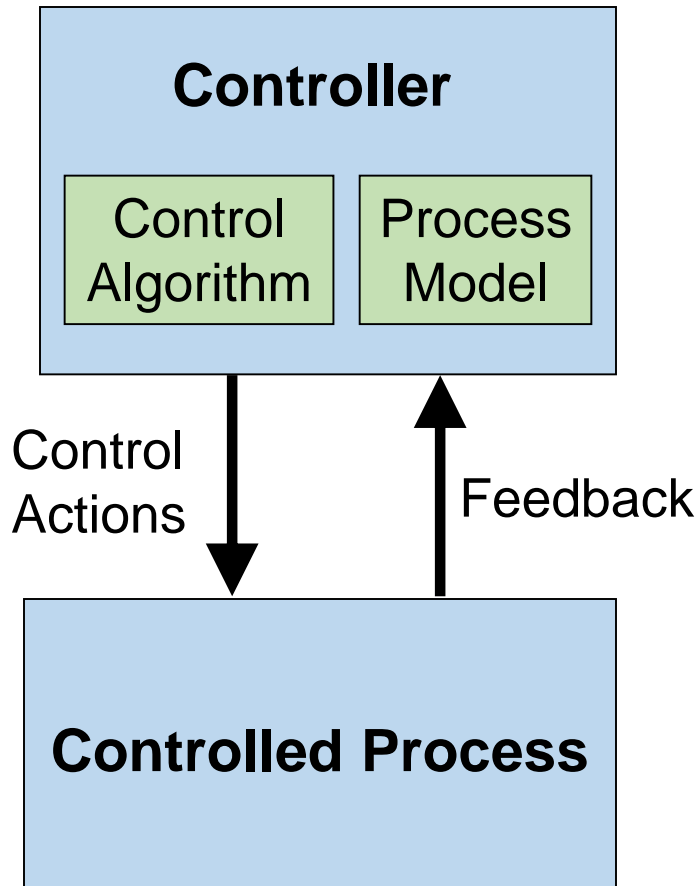 Controller
Control
Algorithm
Process
Model
Control
Actions
Feedback
Controlled Process